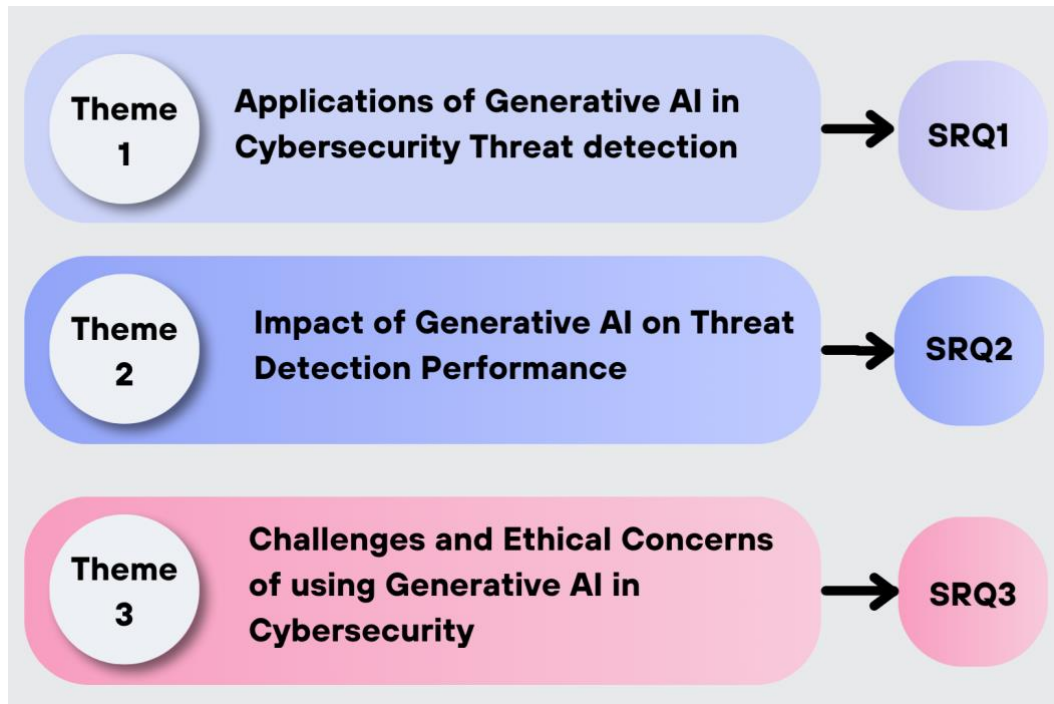 Theme
1
Applications of Generative AI in
Cybersecurity Threat detection
SRQ1
Theme
2
Impact of Generative AI on Threat
Detection Performance
SRQ2
Theme
3
Challenges and Ethical Concerns
of using Generative AI in
Cybersecurity
SRQ3